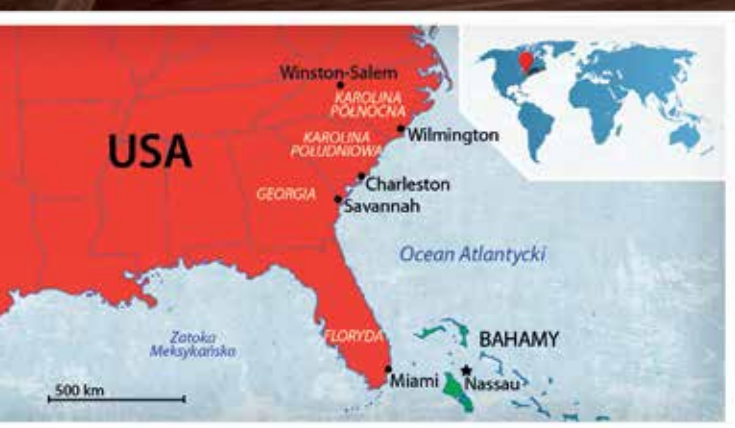 Winston-Salem
KAROLINA
PÓŁNOCNA
KAROLINA
POŁUDNIOWA
Wilmington
USA
GEORGIA
Charleston
Savannah
Ocean Atlantycki
Zatoka
Meksykańska
FLORYDA
BAHAMY
Miami
Nassau
500 km